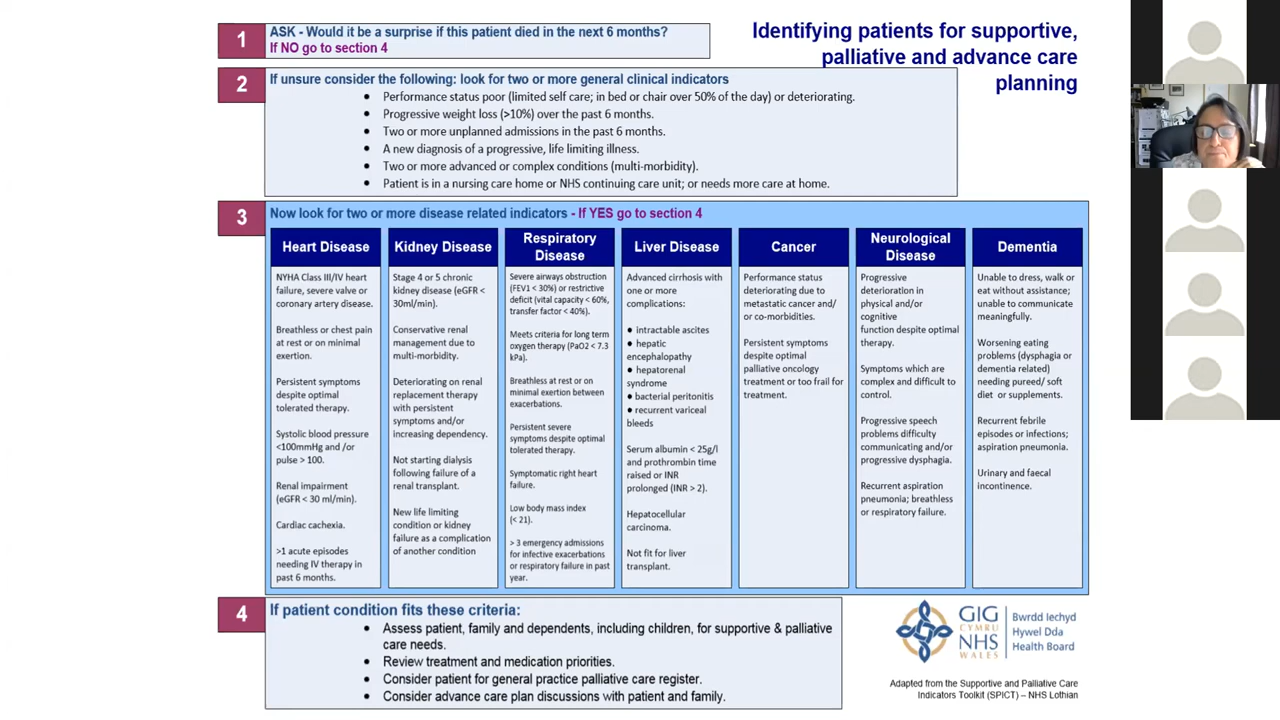 Identifying patients for supportive,
palliative and advance care
planning
1
ASK - Would it be a surprise if this patient died in the next 6 months?
If NO go to section 4
2
If unsure consider the following: look for two or more general clinical indicators
• Performance status poor (limited self care; in bed or chair over 50% of the day) or deteriorating.
• Progressive weight loss (>10%) over the past 6 months.
• Two or more unplanned admissions in the past 6 months.
• A new diagnosis of a progressive, life limiting illness.
• Two or more advanced or complex conditions (multi-morbidity).
• Patient is in a nursing care home or NHS continuing care unit; or needs more care at home.
3
Now look for two or more disease related indicators - If YES go to section 4
Heart Disease
NYHA Class III/IV heart
failure, severe valve or
coronary artery disease.
Breathless or chest pain
at rest or on minimal
exertion.
Persistent symptoms
despite optimal
tolerated therapy.
Systolic blood pressure
<100mmHg and /or
pulse > 100.
Renal impairment
(eGFR < 30 ml/min).
Cardiac cachexia.
>1 acute episodes
needing IV therapy in
past 6 months.
Kidney Disease
Stage 4 or 5 chronic
kidney disease (eGFR <
30ml/min).
Conservative renal
management due to
multi-morbidity.
Deteriorating on renal
replacement therapy
with persistent
symptoms and/or
increasing dependency.
Not starting dialysis
following failure of a
renal transplant.
New life limiting
condition or kidney
failure as a complication
of another condition
Respiratory
Disease
Severe airways obstruction
(FEV1 < 30%) or restrictive
deficit (vital capacity < 60%,
transfer factor < 40%).
Meets criteria for long term
oxygen therapy (PaO2 < 7.3
kPa).
Breathless at rest or on
minimal exertion between
exacerbations.
Persistent severe
symptoms despite optimal
tolerated therapy.
Symptomatic right heart
failure.
Low body mass index
(< 21).
> 3 emergency admissions
for infective exacerbations
or respiratory failure in past
year.
Liver Disease
Advanced cirrhosis with
one or more
complications:
• intractable ascites
• hepatic
encephalopathy
• hepatorenal
syndrome
• bacterial peritonitis
• recurrent variceal
bleeds
Serum albumin < 25g/l
and prothrombin time
raised or INR
prolonged (INR > 2).
Hepatocellular
carcinoma.
Not fit for liver
transplant.
Cancer
Performance status
deteriorating due to
metastatic cancer and/
or co-morbidities.
Persistent symptoms
despite optimal
palliative oncology
treatment or too frail for
treatment.
Neurological
Disease
Progressive
deterioration in
physical and/or
cognitive
function despite optimal
therapy.
Symptoms which are
complex and difficult to
control.
Progressive speech
problems difficulty
communicating and/or
progressive dysphagia.
Recurrent aspiration
pneumonia; breathless
or respiratory failure.
Dementia
Unable to dress, walk or
eat without assistance;
unable to communicate
meaningfully.
Worsening eating
problems (dysphagia or
dementia related)
needing pureed/ soft
diet or supplements.
Recurrent febrile
episodes or infections;
aspiration pneumonia.
Urinary and faecal
incontinence.
4
If patient condition fits these criteria:
• Assess patient, family and dependents, including children, for supportive & palliative
care needs.
• Review treatment and medication priorities.
• Consider patient for general practice palliative care register.
• Consider advance care plan discussions with patient and family.
GIG
CYMRU
NHS
WALES
Bwrdd Iechyd
Hywel Dda
Health Board
Adapted from the Supportive and Palliative Care
Indicators Toolkit (SPICT) – NHS Lothian